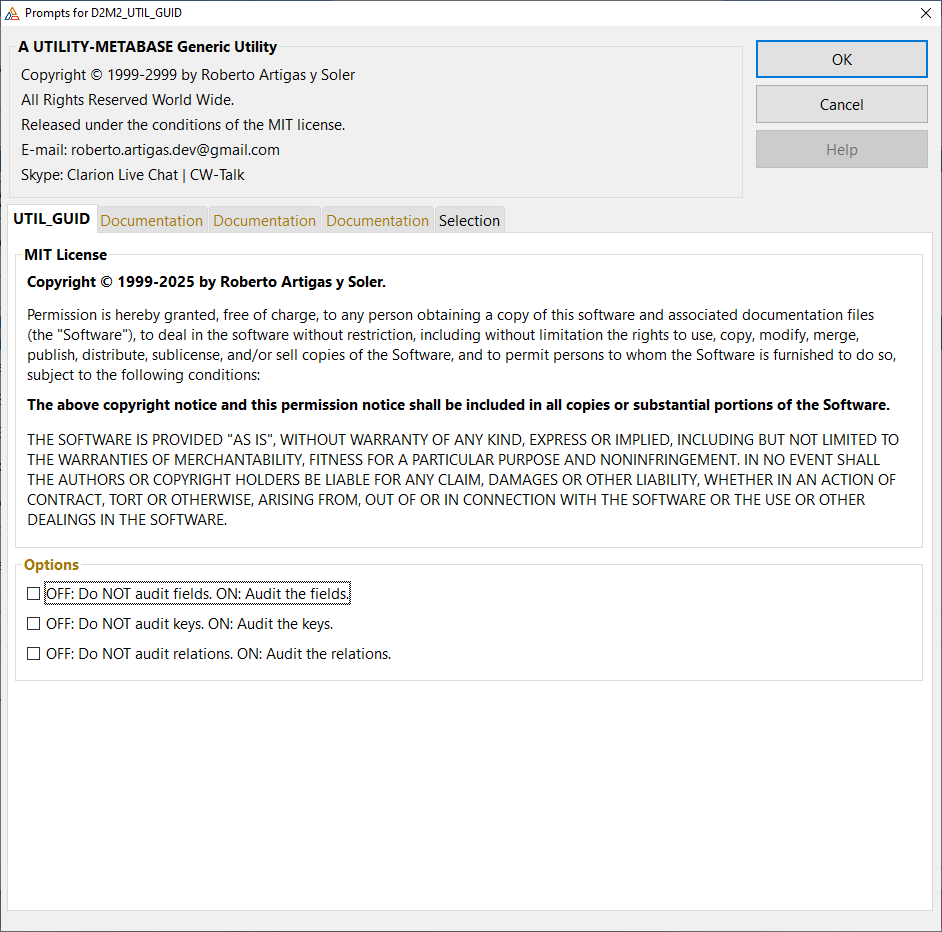 Prompts for D2M2_UTIL_GUID
A UTILITY-METABASE Generic Utility
Copyright © 1999-2999 by Roberto Artigas y Soler
All Rights Reserved World Wide.
Released under the conditions of the MIT license.
E-mail: roberto.artigas.dev@gmail.com
Skype: Clarion Live Chat | CW-Talk
OK
Cancel
Help
UTIL_GUID Documentation Documentation Documentation Selection
MIT License
Copyright © 1999-2025 by Roberto Artigas y Soler.
Permission is hereby granted, free of charge, to any person obtaining a copy of this software and associated documentation files
(the "Software"), to deal in the software without restriction, including without limitation the rights to use, copy, modify, merge,
publish, distribute, sublicense, and/or sell copies of the Software, and to permit persons to whom the Software is furnished to do so,
subject to the following conditions:
The above copyright notice and this permission notice shall be included in all copies or substantial portions of the Software.
THE SOFTWARE IS PROVIDED "AS IS", WITHOUT WARRANTY OF ANY KIND, EXPRESS OR IMPLIED, INCLUDING BUT NOT LIMITED TO
THE WARRANTIES OF MERCHANTABILITY, FITNESS FOR A PARTICULAR PURPOSE AND NONINFRINGEMENT. IN NO EVENT SHALL
THE AUTHORS OR COPYRIGHT HOLDERS BE LIABLE FOR ANY CLAIM, DAMAGES OR OTHER LIABILITY, WHETHER IN AN ACTION OF
CONTRACT, TORT OR OTHERWISE, ARISING FROM, OUT OF OR IN CONNECTION WITH THE SOFTWARE OR THE USE OR OTHER
DEALINGS IN THE SOFTWARE.
Options
OFF: Do NOT audit fields. ON: Audit the fields.
OFF: Do NOT audit keys. ON: Audit the keys.
OFF: Do NOT audit relations. ON: Audit the relations.